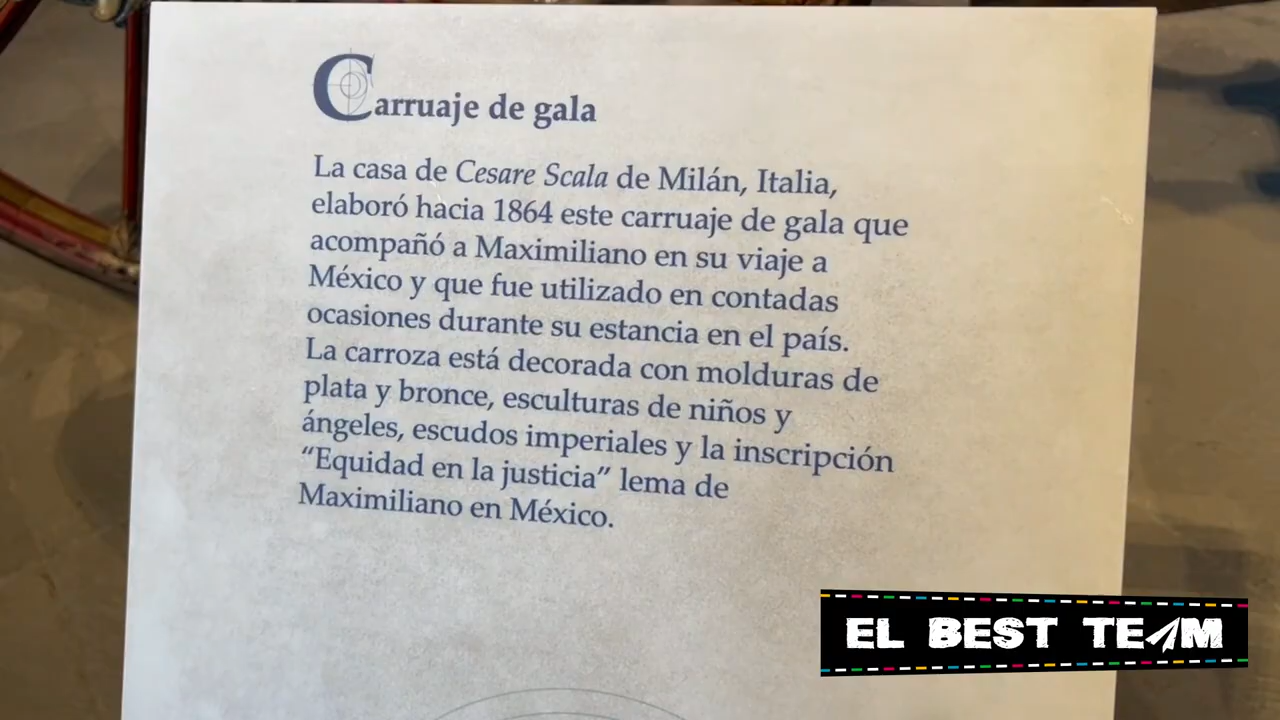 Carruaje de gala
La casa de Cesare Scala de Milán, Italia,
elaboró hacia 1864 este carruaje de gala que
acompañó a Maximiliano en su viaje a
México y que fue utilizado en contadas
ocasiones durante su estancia en el país.
La carroza está decorada con molduras de
plata y bronce, esculturas de niños y
ángeles, escudos imperiales y la inscripción
“Equidad en la justicia” lema de
Maximiliano en México.
EL BEST TEAM